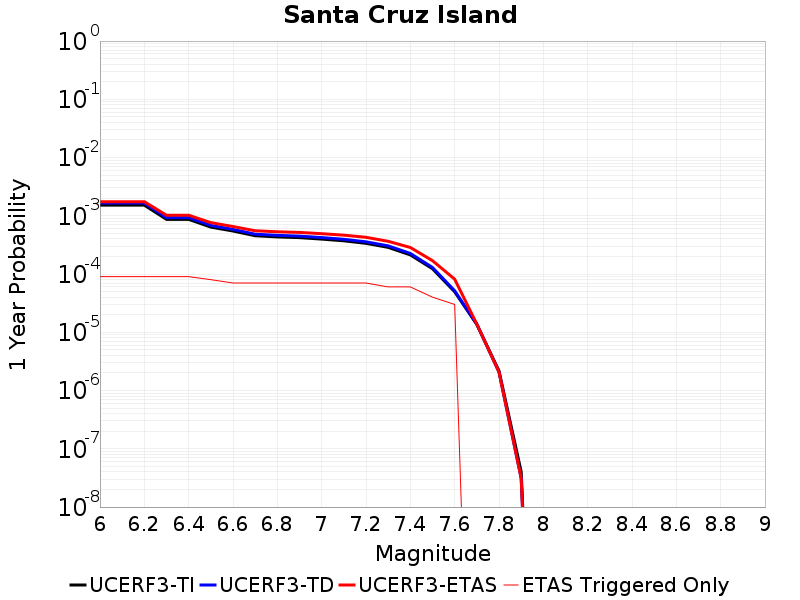 Santa Cruz Island
1 Year Probability
10^0
10^-1
10^-2
10^-3
10^-4
10^-5
10^-6
10^-7
10^-8
6 6.2 6.4 6.6 6.8 7 7.2 7.4 7.6 7.8 8 8.2 8.4 8.6 8.8 9
Magnitude
UCERF3-TI UCERF3-TD UCERF3-ETAS ETAS Triggered Only